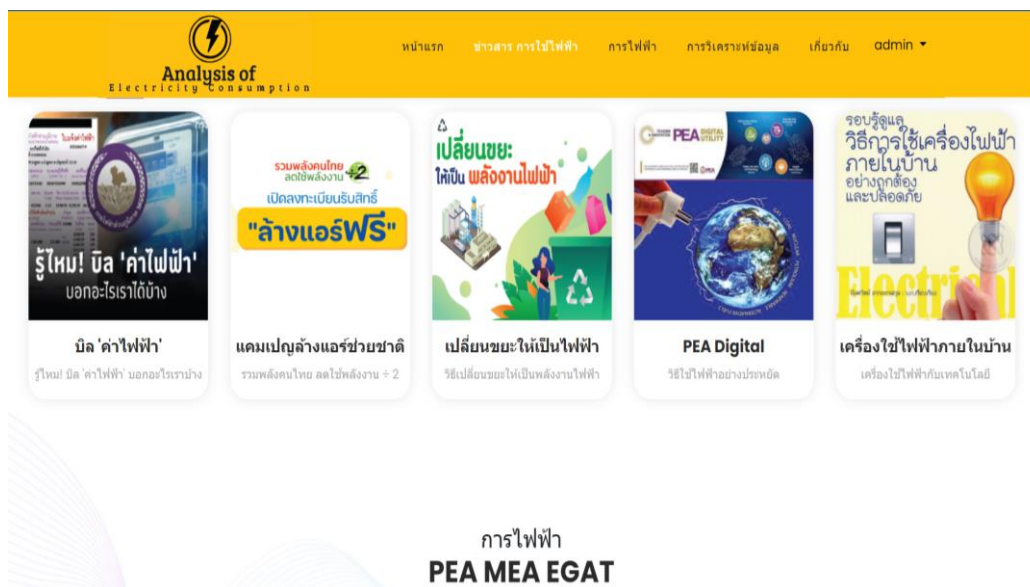 Analysis of
Electricity Consumption
หน้าแรก
ข่าวสาร การใช้ไฟฟ้า
การไฟฟ้า
การวิเคราะห์ข้อมูล
เกี่ยวกับ
admin
รู้ไหม! บิล 'ค่าไฟฟ้า'
บอกอะไรเราได้บ้าง
บิล 'ค่าไฟฟ้า'
รู้ไหม! บิล 'ค่าไฟฟ้า' บอกอะไรเราบ้าง
รวมพลังคนไทย
ลดใช้พลังงาน ÷2
เปิดลงทะเบียนรับสิทธิ์
"ล้างแอร์ฟรี"
แคมเปญล้างแอร์ช่วยชาติ
รวมพลังคนไทย ลดใช้พลังงาน ÷ 2
เปลี่ยนขยะ:
ให้เป็น พลังงานไฟฟ้า
เปลี่ยนขยะให้เป็นไฟฟ้า
วิธีเปลี่ยนขยะให้เป็นพลังงานไฟฟ้า
PEA DIGITAL
UTILITY
PEA Digital
วิธีใช้ไฟฟ้าอย่างประหยัด
รอบรู้ดูแล
วิธีการใช้เครื่องไฟฟ้า
ภายในบ้าน
อย่างถูกต้อง
และปลอดภัย
Electrical
เครื่องใช้ไฟฟ้าภายในบ้าน
เครื่องใช้ไฟฟ้ากับเทคโนโลยี
การไฟฟ้า
PEA MEA EGAT